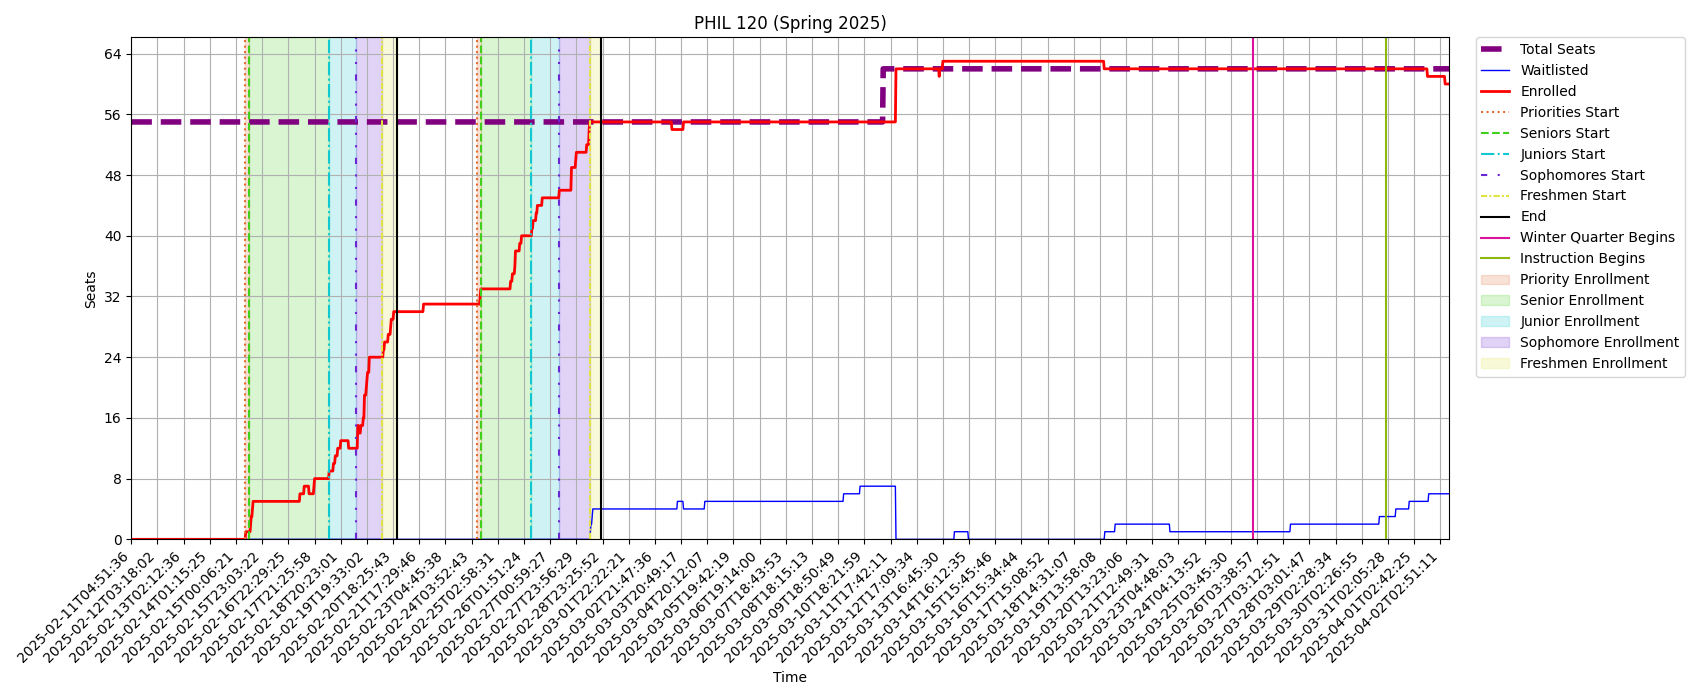 PHIL 120 (Spring 2025)
64
56
48
40
32
24
16
8
0
Seats
2025-02-11T04:51:36
2025-02-12T03:18:02
2025-02-13T02:12:36
2025-02-14T01:15:25
2025-02-15T00:06:21
2025-02-15T23:03:22
2025-02-16T22:29:25
2025-02-17T21:25:58
2025-02-18T20:23:01
2025-02-19T19:33:02
2025-02-20T18:25:43
2025-02-21T17:29:46
2025-02-24T03:45:38
2025-02-24T03:52:43
2025-02-25T02:58:31
2025-02-26T01:51:24
2025-02-27T00:59:27
2025-02-27T23:56:29
2025-02-28T23:25:52
2025-03-01T22:22:21
2025-03-02T21:47:36
2025-03-03T20:49:17
2025-03-04T20:12:07
2025-03-05T19:42:19
2025-03-06T19:14:00
2025-03-07T18:43:53
2025-03-08T18:15:13
2025-03-09T18:50:49
2025-03-10T18:21:59
2025-03-11T17:42:11
2025-03-12T17:09:34
2025-03-13T16:45:30
2025-03-14T16:12:35
2025-03-15T15:45:46
2025-03-16T15:34:44
2025-03-17T15:08:52
2025-03-18T14:31:07
2025-03-19T13:58:08
2025-03-20T13:23:06
2025-03-21T12:49:31
2025-03-23T04:48:03
2025-03-24T04:13:52
2025-03-25T03:45:30
2025-03-26T03:38:57
2025-03-27T03:12:51
2025-03-28T03:01:47
2025-03-29T02:28:34
2025-03-30T02:26:55
2025-03-31T02:05:28
2025-04-01T02:42:25
2025-04-02T02:51:11
Time
Total Seats
Waitlisted
Enrolled
Priorities Start
Seniors Start
Juniors Start
Sophomores Start
Freshmen Start
End
Winter Quarter Begins
Instruction Begins
Priority Enrollment
Senior Enrollment
Junior Enrollment
Sophomore Enrollment
Freshmen Enrollment